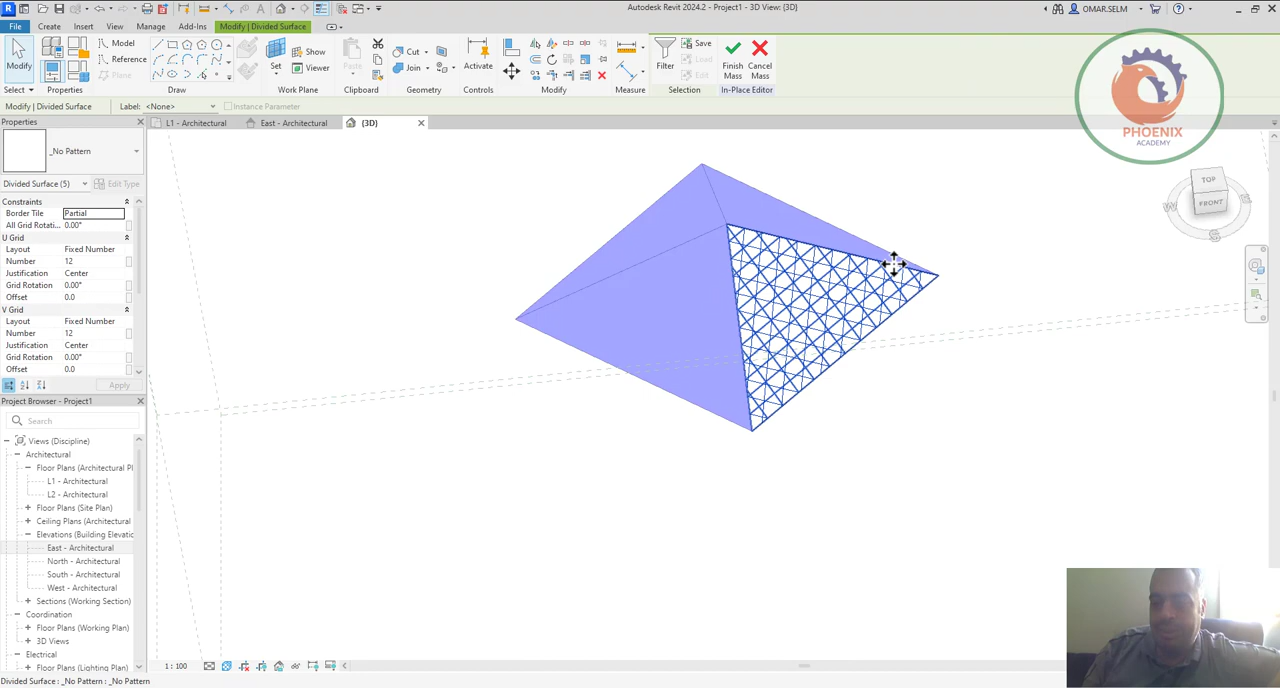 Autodesk Revit 2024.2 - Project1 - 3D View: {3D}
OMAR.SELM
File Create Insert View Manage Add-Ins Modify | Divided Surface
Modify
Select
Properties
Model
Reference
Plane
Draw
Set
Show
Viewer
Work Plane
Paste
Clipboard
Cut
Join
Geometry
Activate
Controls
Modify
Measure
Filter
Save
Load
Edit
Selection
Finish Mass
Cancel Mass
In-Place Editor
PHOENIX
ACADEMY
Modify | Divided Surface Label: <None> Instance Parameter
Properties
L1 - Architectural East - Architectural {3D}
_No Pattern
Divided Surface (5) Edit Type
Constraints
Border Tile Partial
All Grid Rotati... 0.00°
U Grid
Layout Fixed Number
Number 12
Justification Center
Grid Rotation 0.00°
Offset 0.0
V Grid
Layout Fixed Number
Number 12
Justification Center
Grid Rotation 0.00°
Offset 0.0
Apply
TOP
FRONT
W
E
S
Project Browser - Project1
Search
Views (Discipline)
Architectural
Floor Plans (Architectural Pl
L1 - Architectural
L2 - Architectural
Floor Plans (Site Plan)
Ceiling Plans (Architectural
Elevations (Building Elevatio
East - Architectural
North - Architectural
South - Architectural
West - Architectural
Sections (Working Section)
Coordination
Floor Plans (Working Plan)
3D Views
Electrical
Floor Plans (Lighting Plan)
1 : 100
Divided Surface : _No Pattern : _No Pattern